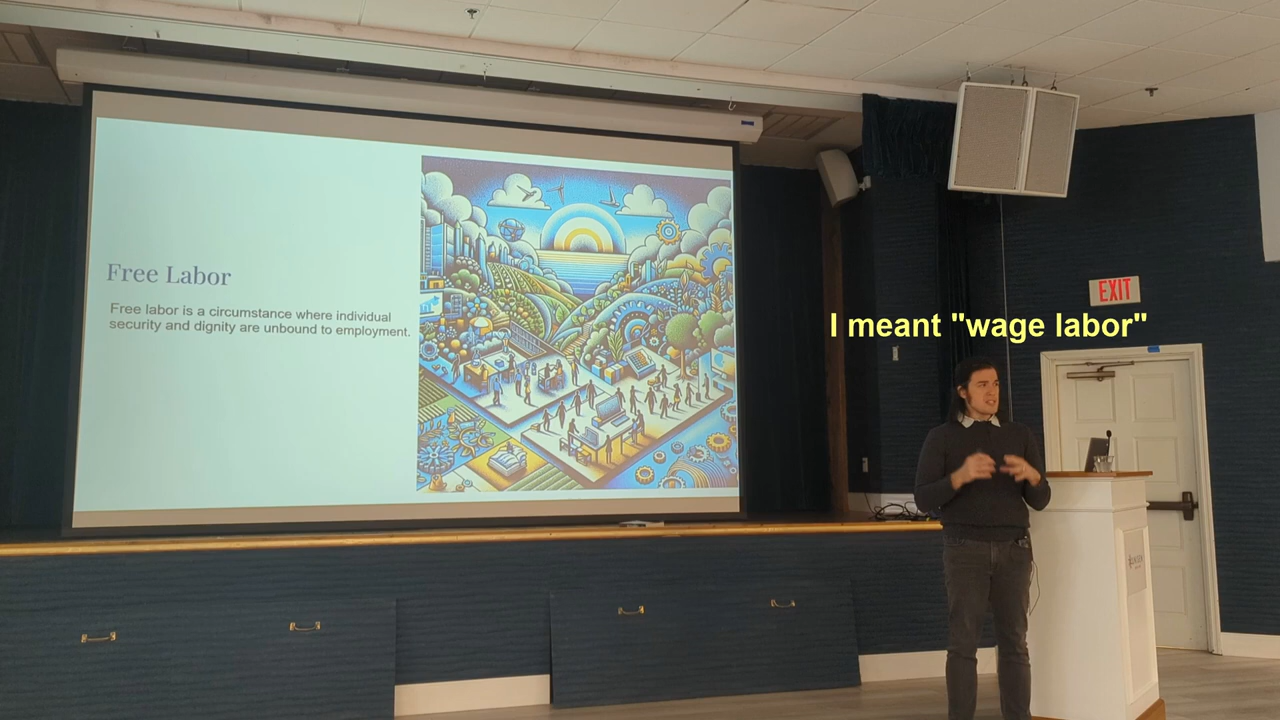 Free Labor
Free labor is a circumstance where individual
security and dignity are unbound to employment.
I meant "wage labor"
EXIT